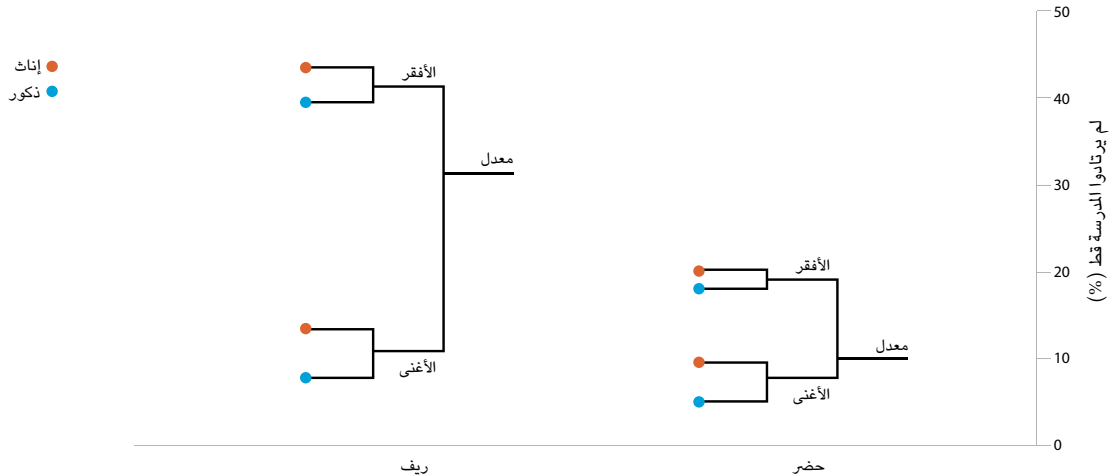 إناث
ذكور
50
40
30
20
10
0
لم يرتادوا المدرسة قط (%)
الأفقر
معدل
الأغنى
ريف
الأفقر
معدل
الأغنى
حضر